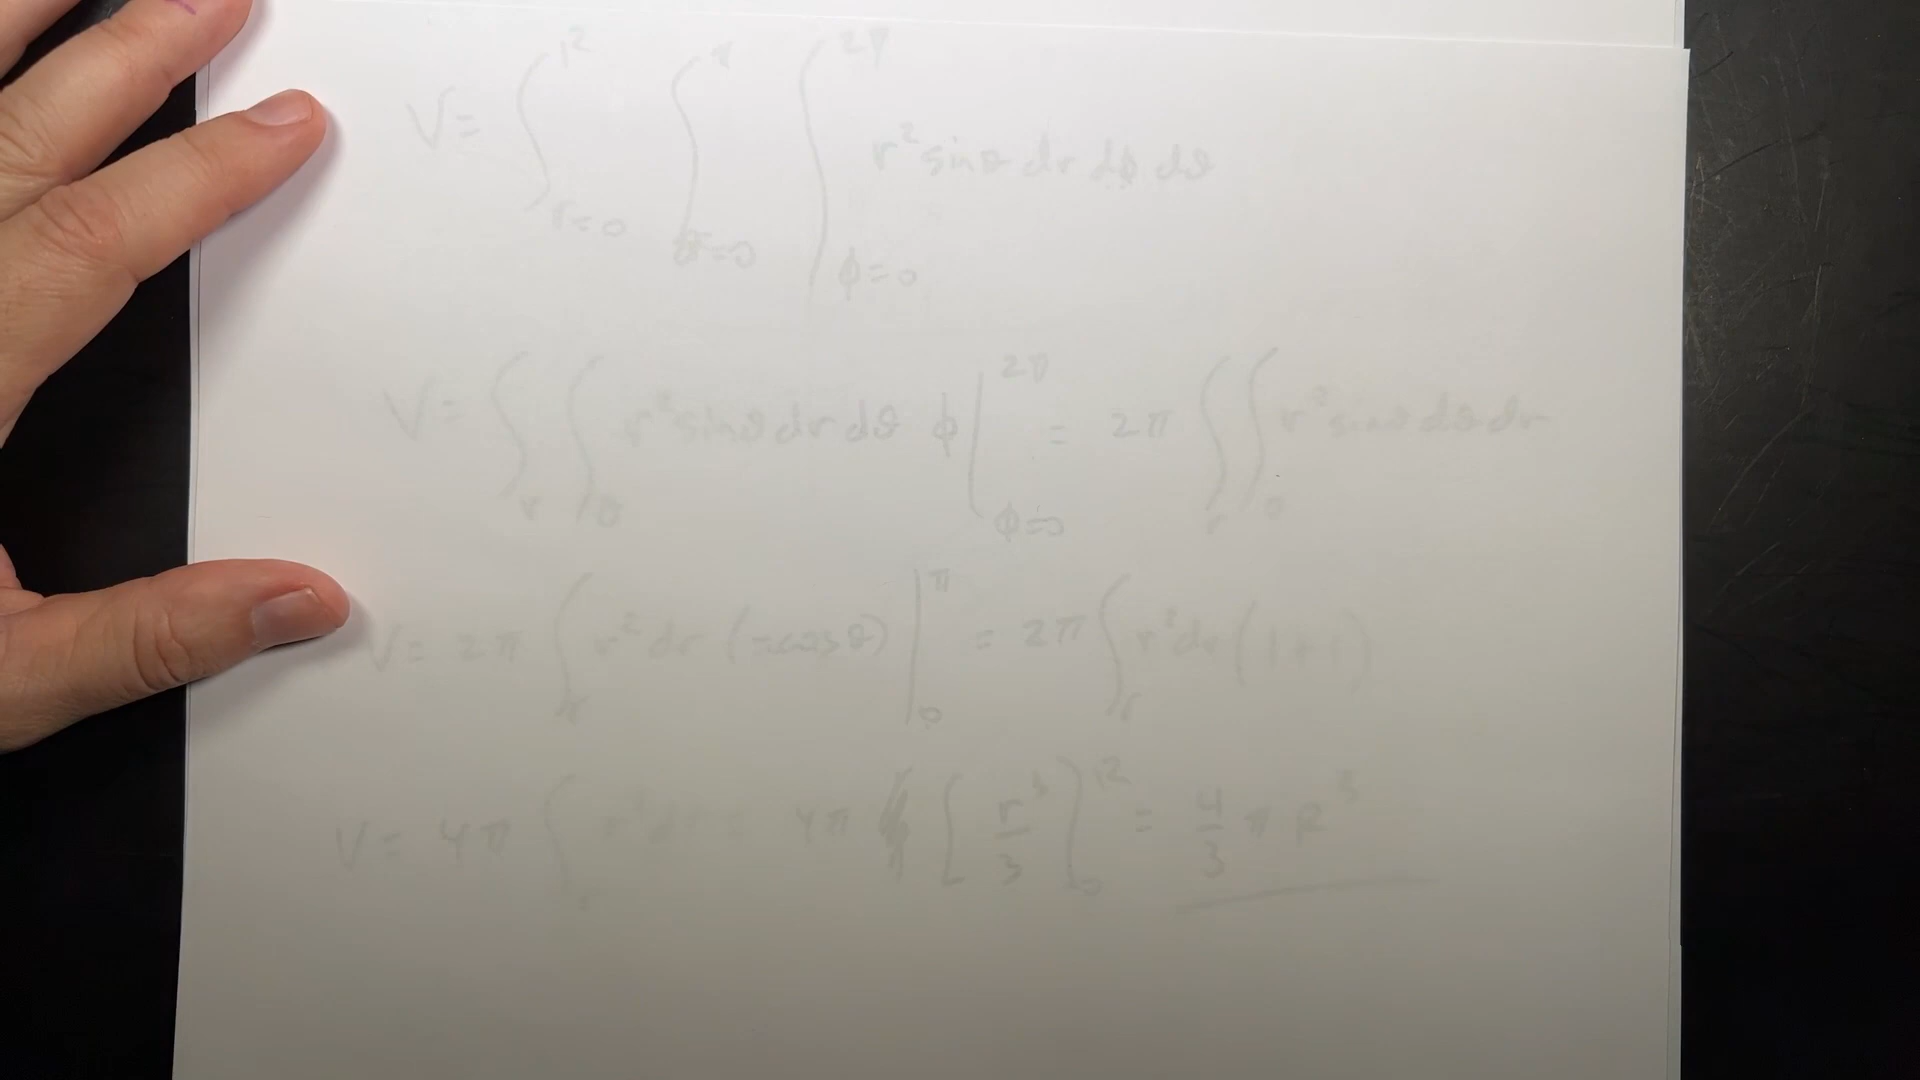 V = ∫_{r=0}^{R} ∫_{θ=0}^{π} ∫_{φ=0}^{2π} r² sinθ dr dφ dθ
V = ∫_r ∫_θ r² sinθ dr dθ φ |_{φ=0}^{2π} = 2π ∫_r ∫_θ r² sinθ dθ dr
V = 2π ∫_r r² dr (-cosθ) |_0^π = 2π ∫_r r² dr (1+1)
V = 4π ∫ r² dr = 4π [r³/3]_0^R = 4/3 π R³